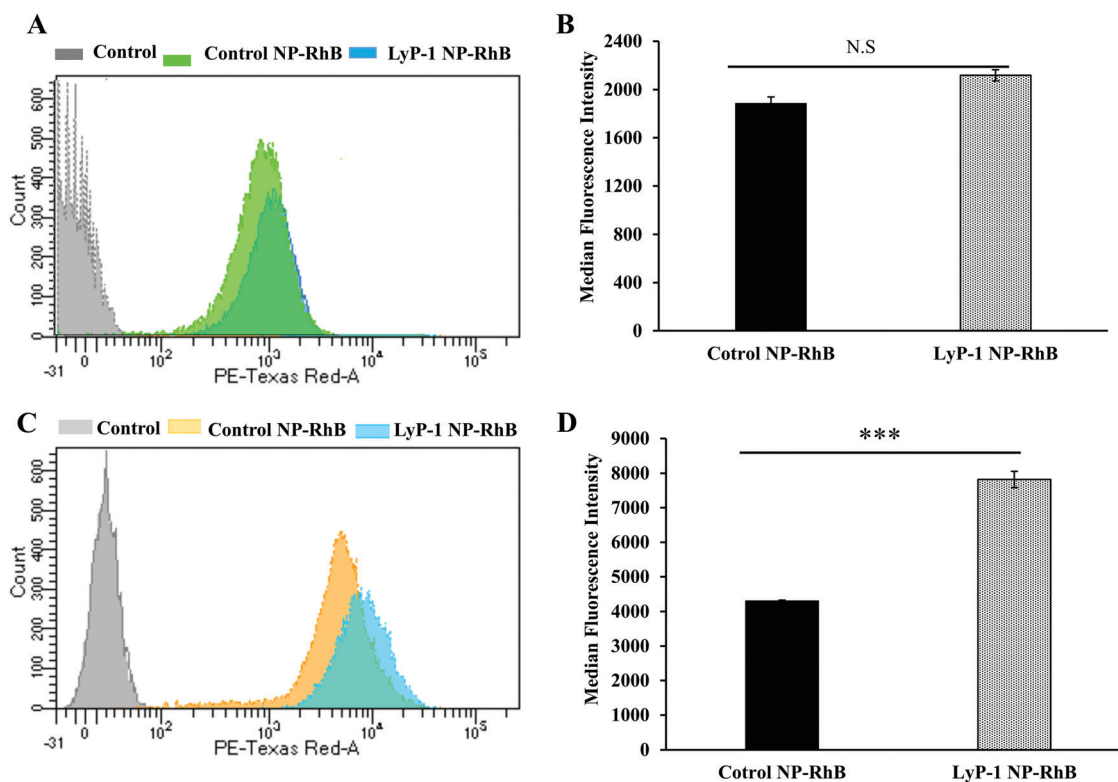 A
Control Control NP-RhB LyP-1 NP-RhB
600
500
400
300
200
100
0
Count
-31 0 10² 10³ 10⁴ 10⁵
PE-Texas Red-A
B
N.S
2400
2000
1600
1200
800
400
0
Median Fluorescence Intensity
Cotrol NP-RhB LyP-1 NP-RhB
C
Control Control NP-RhB LyP-1 NP-RhB
600
500
400
300
200
100
0
Count
-31 0 10² 10³ 10⁴ 10⁵
PE-Texas Red-A
D
***
9000
8000
7000
6000
5000
4000
3000
2000
1000
0
Median Fluorescence Intensity
Cotrol NP-RhB LyP-1 NP-RhB